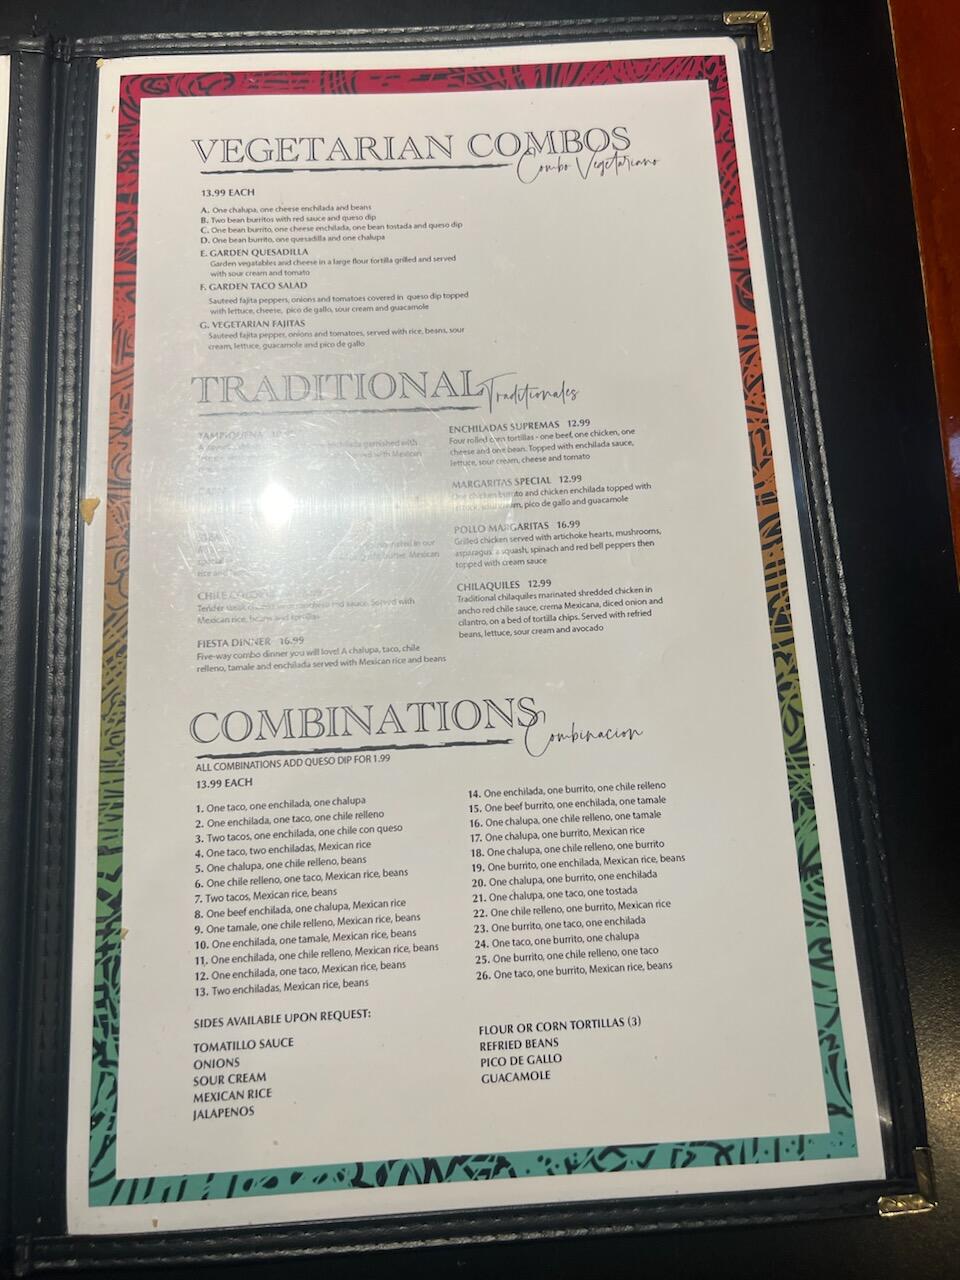 VEGETARIAN COMBOS
Combo Vegetariano
13.99 EACH
A. One chalupa, one cheese enchilada and beans
B. Two bean burritos with red sauce and queso dip
C. One bean burrito, one cheese enchilada, one bean tostada and queso dip
D. One bean burrito, one quesadilla and one chalupa
E. GARDEN QUESADILLA
Garden vegatables and cheese in a large flour tortilla grilled and served
with sour cream and tomato
F. GARDEN TACO SALAD
Sauteed fajita peppers, onions and tomatoes covered in queso dip topped
with lettuce, cheese, pico de gallo, sour cream and guacamole
G. VEGETARIAN FAJITAS
Sauteed fajita pepper, onions and tomatoes, served with rice, beans, sour
cream, lettuce, guacamole and pico de gallo
TRADITIONAL
Traditionales
TAMPIQUENA
enchilada garnished with
served with Mexican
in our
Mexican
rice and
CHILE COLORADO
Tender steak
sauce. Served with
Mexican rice, beans and tortillas
FIESTA DINNER 16.99
Five-way combo dinner you will love! A chalupa, taco, chile
relleno, tamale and enchilada served with Mexican rice and beans
ENCHILADAS SUPREMAS 12.99
Four rolled corn tortillas - one beef, one chicken, one
cheese and one bean. Topped with enchilada sauce,
lettuce, sour cream, cheese and tomato
MARGARITAS SPECIAL 12.99
One chicken burrito and chicken enchilada topped with
lettuce, sour cream, pico de gallo and guacamole
POLLO MARGARITAS 16.99
Grilled chicken served with artichoke hearts, mushrooms,
asparagus, squash, spinach and red bell peppers then
topped with cream sauce
CHILAQUILES 12.99
Traditional chilaquiles marinated shredded chicken in
ancho red chile sauce, crema Mexicana, diced onion and
cilantro, on a bed of tortilla chips. Served with refried
beans, lettuce, sour cream and avocado
COMBINATIONS
Combinacion
ALL COMBINATIONS ADD QUESO DIP FOR 1.99
13.99 EACH
1. One taco, one enchilada, one chalupa
2. One enchilada, one taco, one chile relleno
3. Two tacos, one enchilada, one chile con queso
4. One taco, two enchiladas, Mexican rice
5. One chalupa, one chile relleno, beans
6. One chile relleno, one taco, Mexican rice, beans
7. Two tacos, Mexican rice, beans
8. One beef enchilada, one chalupa, Mexican rice
9. One tamale, one chile relleno, Mexican rice, beans
10. One enchilada, one tamale, Mexican rice, beans
11. One enchilada, one chile relleno, Mexican rice, beans
12. One enchilada, one taco, Mexican rice, beans
13. Two enchiladas, Mexican rice, beans
14. One enchilada, one burrito, one chile relleno
15. One beef burrito, one enchilada, one tamale
16. One chalupa, one chile relleno, one tamale
17. One chalupa, one burrito, Mexican rice
18. One chalupa, one chile relleno, one burrito
19. One burrito, one enchilada, Mexican rice, beans
20. One chalupa, one burrito, one enchilada
21. One chalupa, one taco, one tostada
22. One chile relleno, one burrito, Mexican rice
23. One burrito, one taco, one enchilada
24. One taco, one burrito, one chalupa
25. One burrito, one chile relleno, one taco
26. One taco, one burrito, Mexican rice, beans
SIDES AVAILABLE UPON REQUEST:
TOMATILLO SAUCE
ONIONS
SOUR CREAM
MEXICAN RICE
JALAPENOS
FLOUR OR CORN TORTILLAS (3)
REFRIED BEANS
PICO DE GALLO
GUACAMOLE